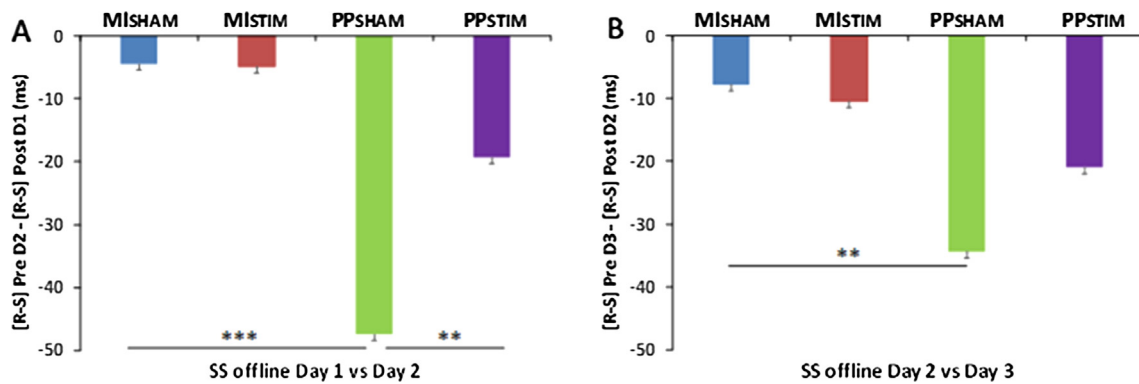 A
MISHAM MISTIM PPSHAM PPSTIM
0
-10
-20
-30
-40
-50
[R-S] Pre D2 - [R-S] Post D1 (ms)
*** **
SS offline Day 1 vs Day 2
B
MISHAM MISTIM PPSHAM PPSTIM
0
-10
-20
-30
-40
-50
[R-S] Pre D3- [R-S] Post D2 (ms)
**
SS offline Day 2 vs Day 3